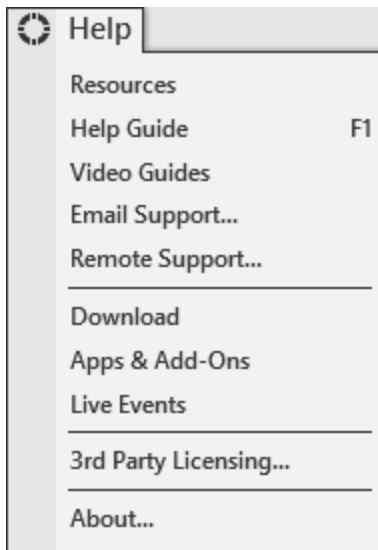 Help
Resources
Help Guide F1
Video Guides
Email Support...
Remote Support...
Download
Apps & Add-Ons
Live Events
3rd Party Licensing...
About...